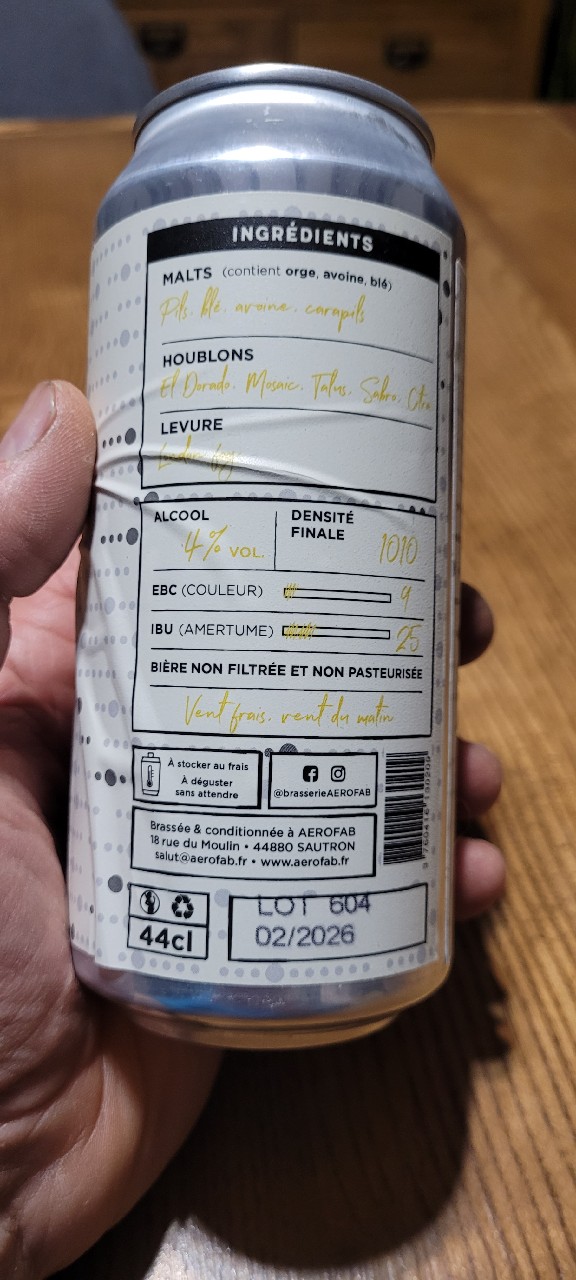 INGRÉDIENTS
MALTS (contient orge, avoine, blé)
Pils, blé, avoine, carapils
HOUBLONS
El Dorado, Mosaic, Talus, Sabro, Citra
LEVURE
London fog
ALCOOL
4% VOL.
DENSITÉ
FINALE
1010
EBC (COULEUR)
9
IBU (AMERTUME)
25
BIÈRE NON FILTRÉE ET NON PASTEURISÉE
Vent frais, vent du matin
À stocker au frais
À déguster
sans attendre
@brasserieAEROFAB
Brassée & conditionnée à AEROFAB
18 rue du Moulin • 44880 SAUTRON
salut@aerofab.fr • www.aerofab.fr
44cl
LOT 604
02/2026